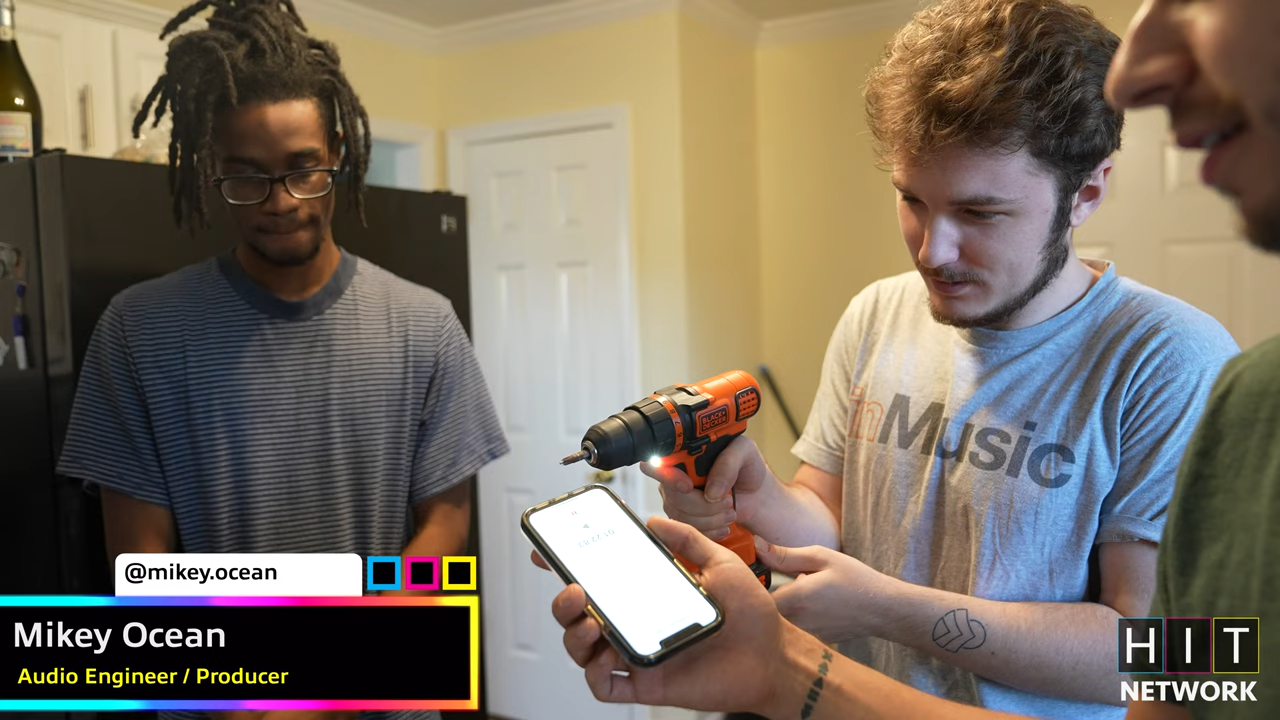 BLACK+
DECKER
inMusic
@mikey.ocean
Mikey Ocean
Audio Engineer / Producer
HIT
NETWORK